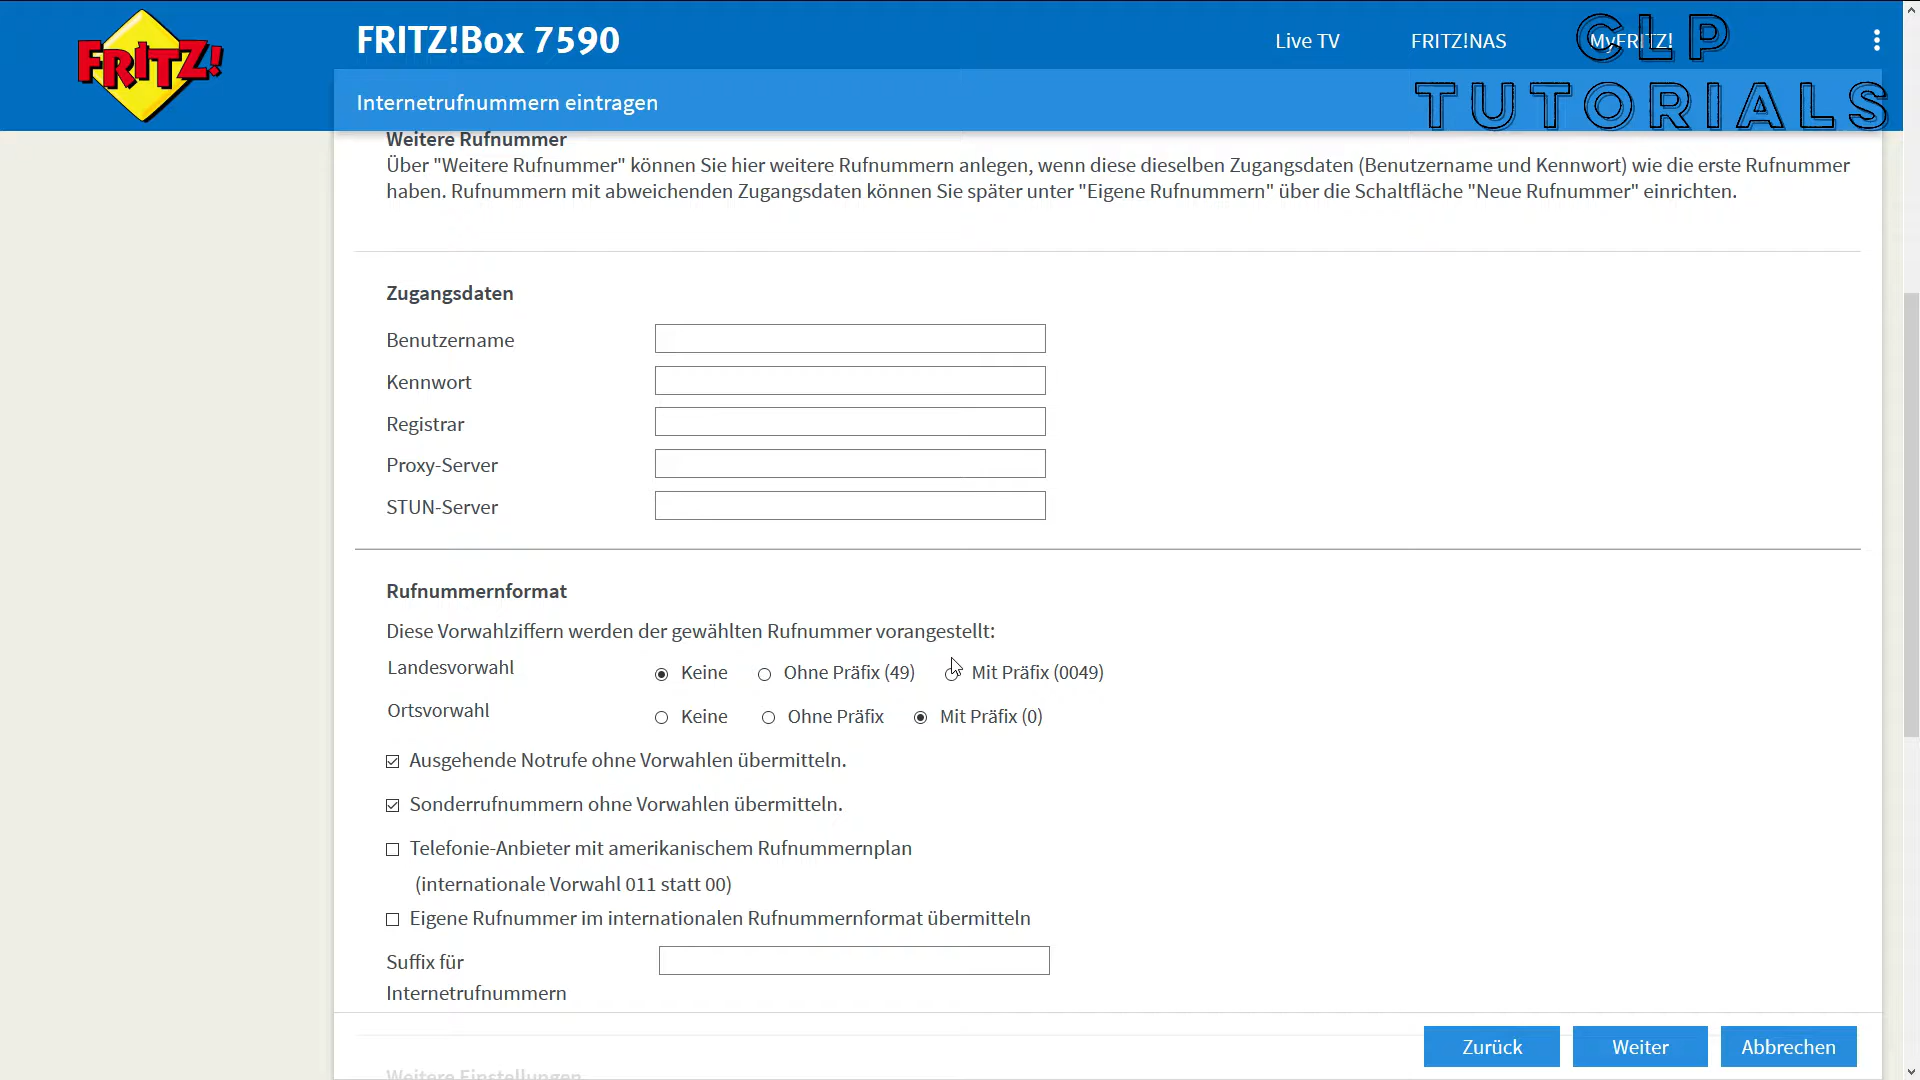 FRITZ!
FRITZ!Box 7590
Live TV
FRITZ!NAS
MyFRITZ!
CLP
TUTORIALS
Internetrufnummern eintragen
Weitere Rufnummer
Über "Weitere Rufnummer" können Sie hier weitere Rufnummern anlegen, wenn diese dieselben Zugangsdaten (Benutzername und Kennwort) wie die erste Rufnummer
haben. Rufnummern mit abweichenden Zugangsdaten können Sie später unter "Eigene Rufnummern" über die Schaltfläche "Neue Rufnummer" einrichten.
Zugangsdaten
Benutzername
Kennwort
Registrar
Proxy-Server
STUN-Server
Rufnummernformat
Diese Vorwahlziffern werden der gewählten Rufnummer vorangestellt:
Landesvorwahl Keine Ohne Präfix (49) Mit Präfix (0049)
Ortsvorwahl Keine Ohne Präfix Mit Präfix (0)
Ausgehende Notrufe ohne Vorwahlen übermitteln.
Sonderrufnummern ohne Vorwahlen übermitteln.
Telefonie-Anbieter mit amerikanischem Rufnummernplan
(internationale Vorwahl 011 statt 00)
Eigene Rufnummer im internationalen Rufnummernformat übermitteln
Suffix für
Internetrufnummern
Zurück
Weiter
Abbrechen
Weitere Einstellungen